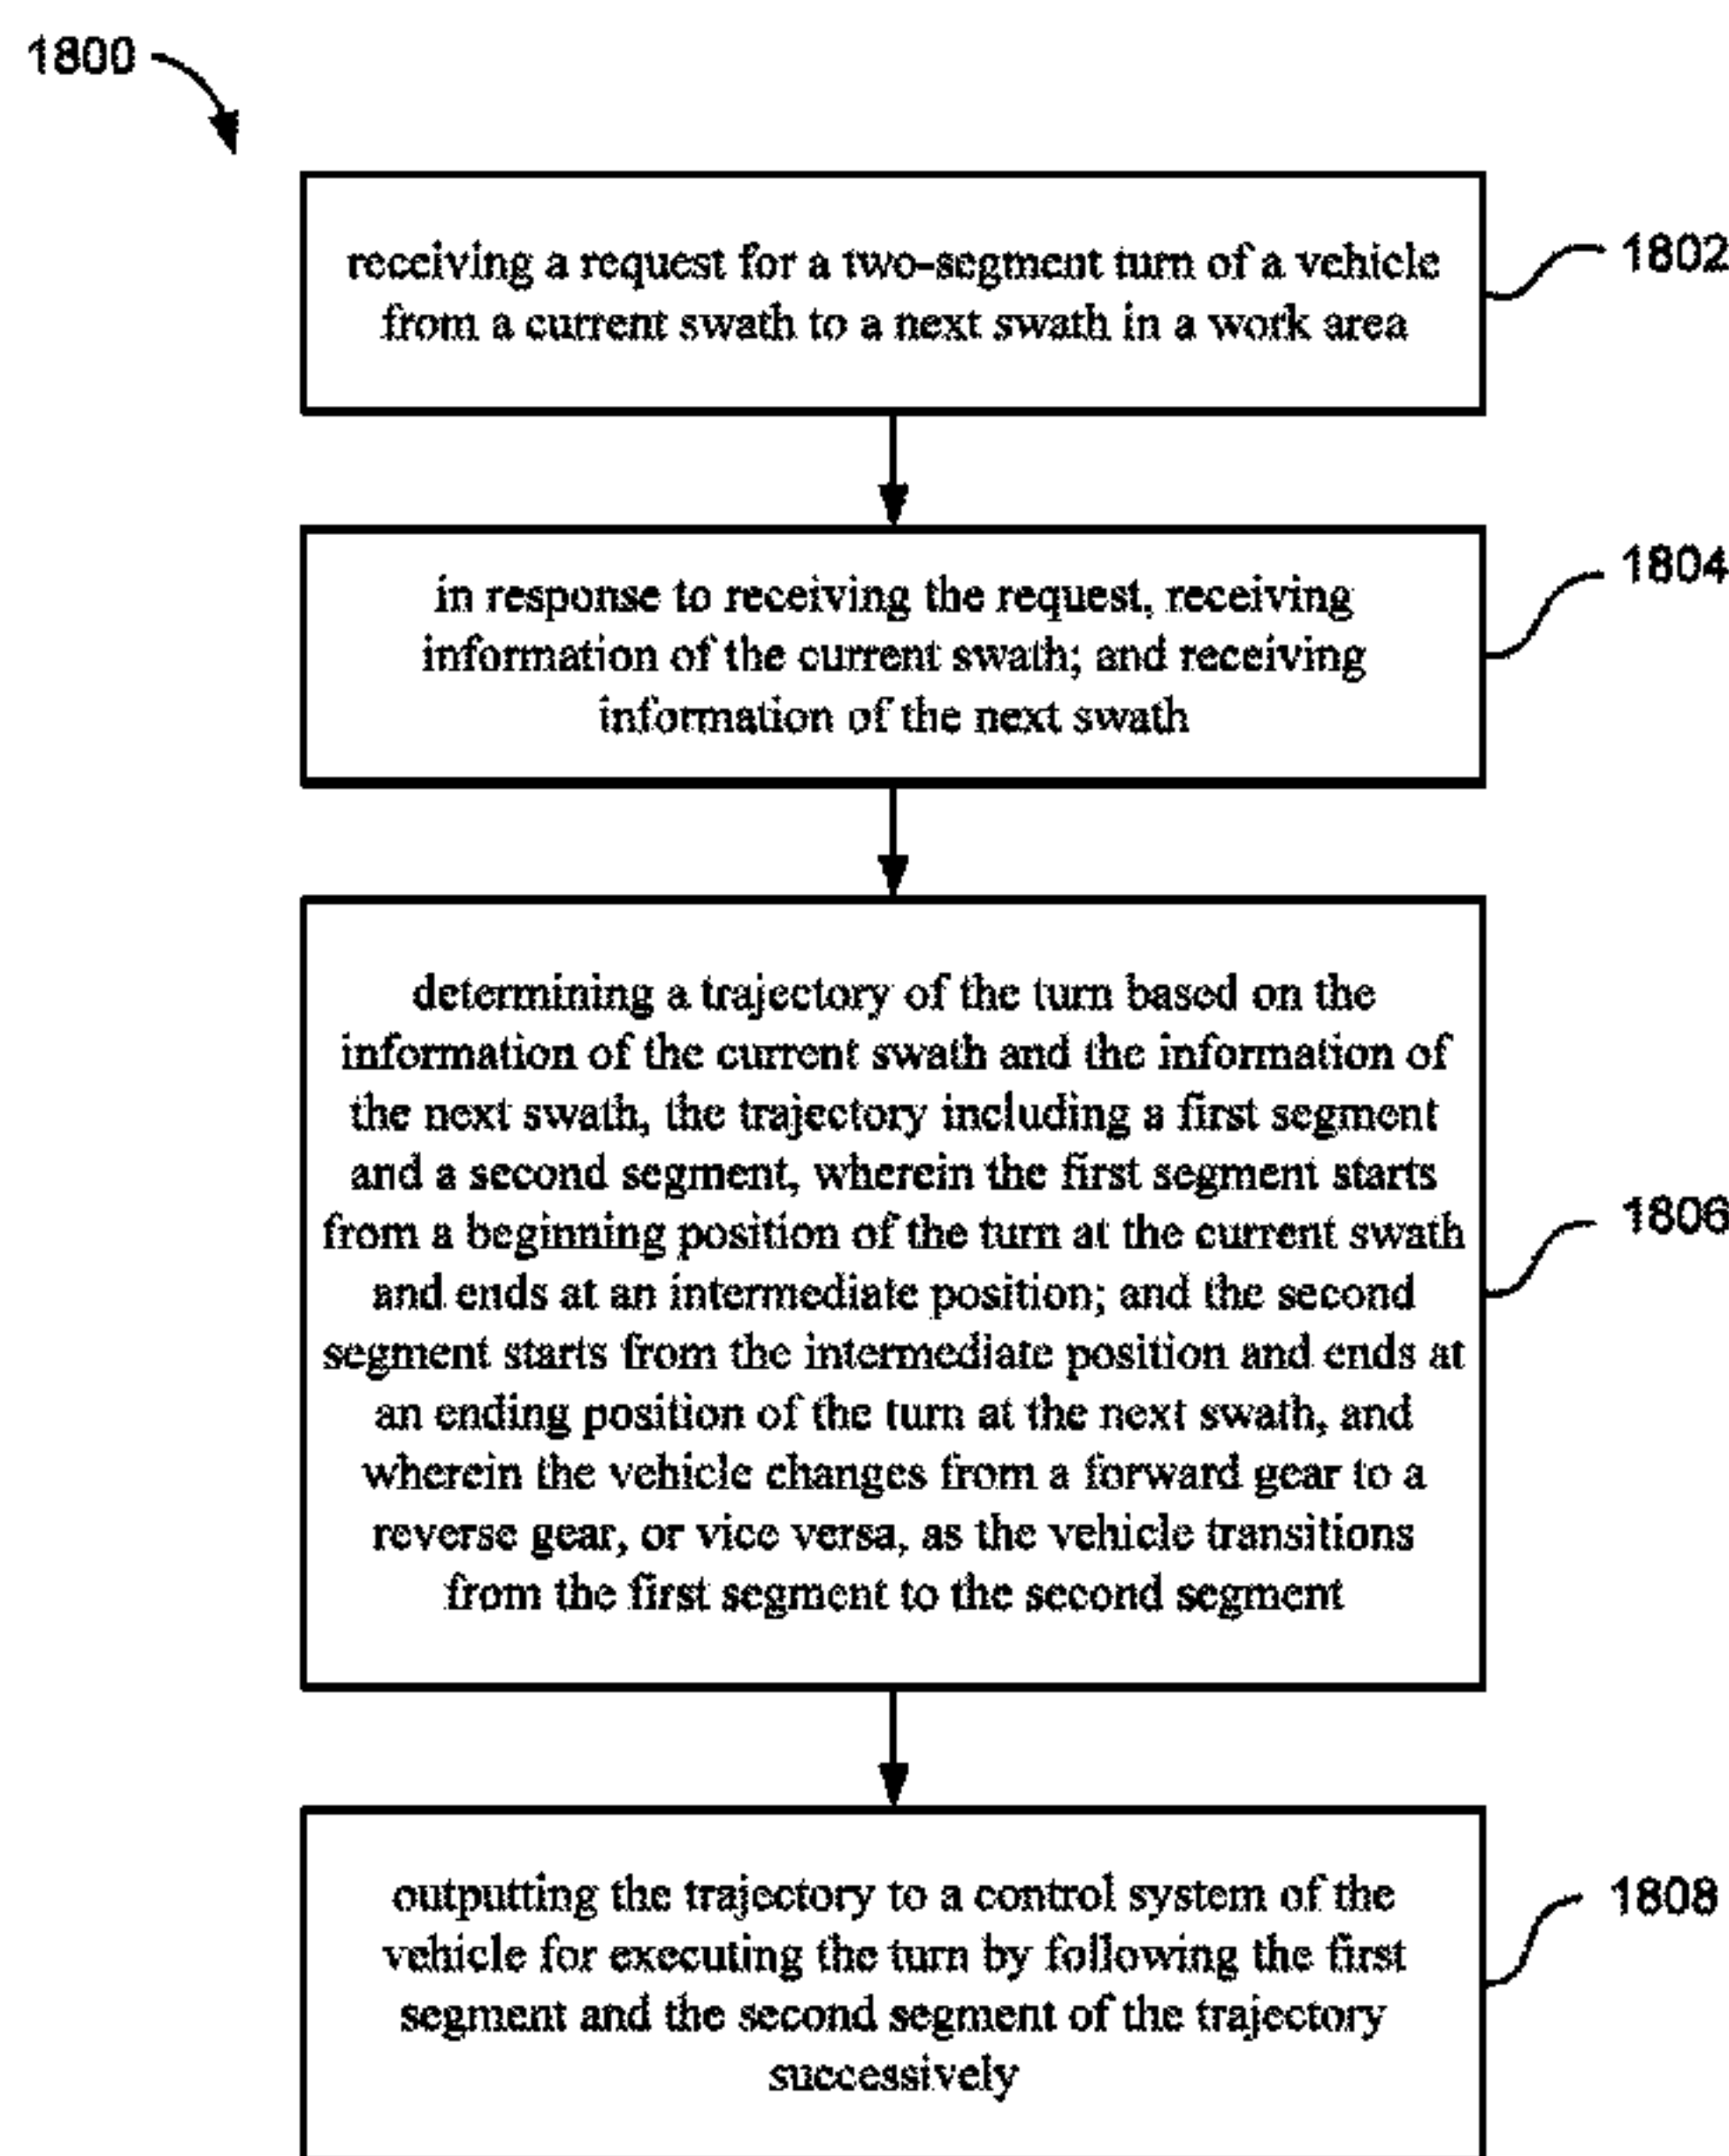 1800
receiving a request for a two-segment turn of a vehicle
from a current swath to a next swath in a work area
1802
in response to receiving the request, receiving
information of the current swath; and receiving
information of the next swath
1804
determining a trajectory of the turn based on the
information of the current swath and the information of
the next swath, the trajectory including a first segment
and a second segment, wherein the first segment starts
from a beginning position of the turn at the current swath
and ends at an intermediate position; and the second
segment starts from the intermediate position and ends at
an ending position of the turn at the next swath, and
wherein the vehicle changes from a forward gear to a
reverse gear, or vice versa, as the vehicle transitions
from the first segment to the second segment
1806
outputting the trajectory to a control system of the
vehicle for executing the turn by following the first
segment and the second segment of the trajectory
successively
1808